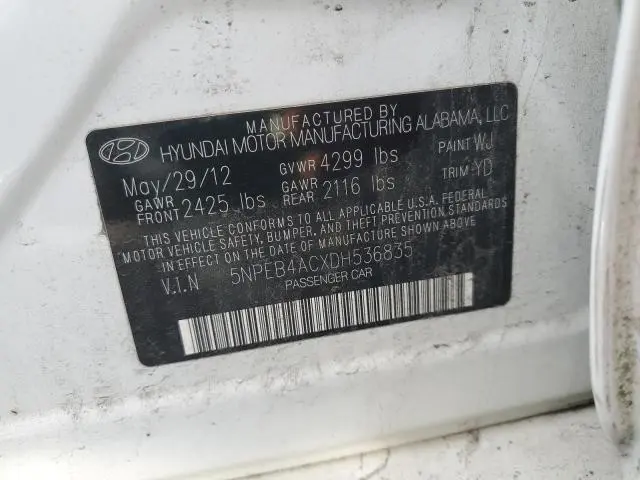 MANUFACTURED BY
HYUNDAI MOTOR MANUFACTURING ALABAMA, LLC
May/29/12 GVWR 4299 lbs PAINT WJ
GAWR FRONT 2425 lbs GAWR REAR 2116 lbs TRIM YD
THIS VEHICLE CONFORMS TO ALL APPLICABLE U.S.A. FEDERAL
MOTOR VEHICLE SAFETY, BUMPER, AND THEFT PREVENTION STANDARDS
IN EFFECT ON THE DATE OF MANUFACTURE SHOWN ABOVE.
V.I.N 5NPEB4ACXDH536835
PASSENGER CAR